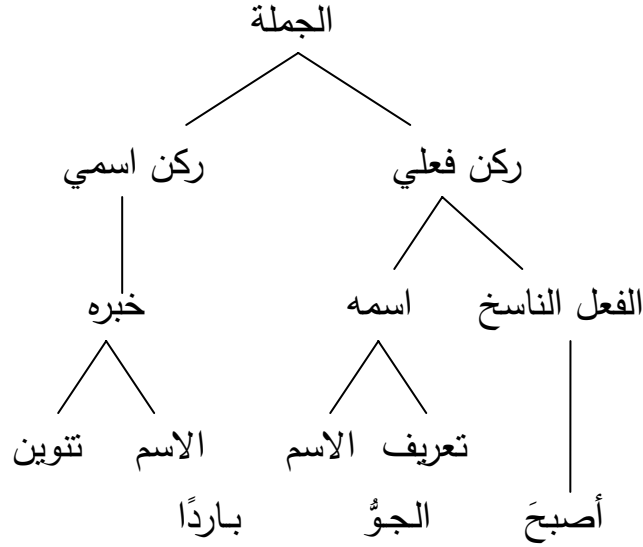 الجملة
ركن فعلي ركن اسمي
الفعل الناسخ اسمه خبره
تعريف الاسم الاسم تنوين
أصبحَ الجوُّ باردًا